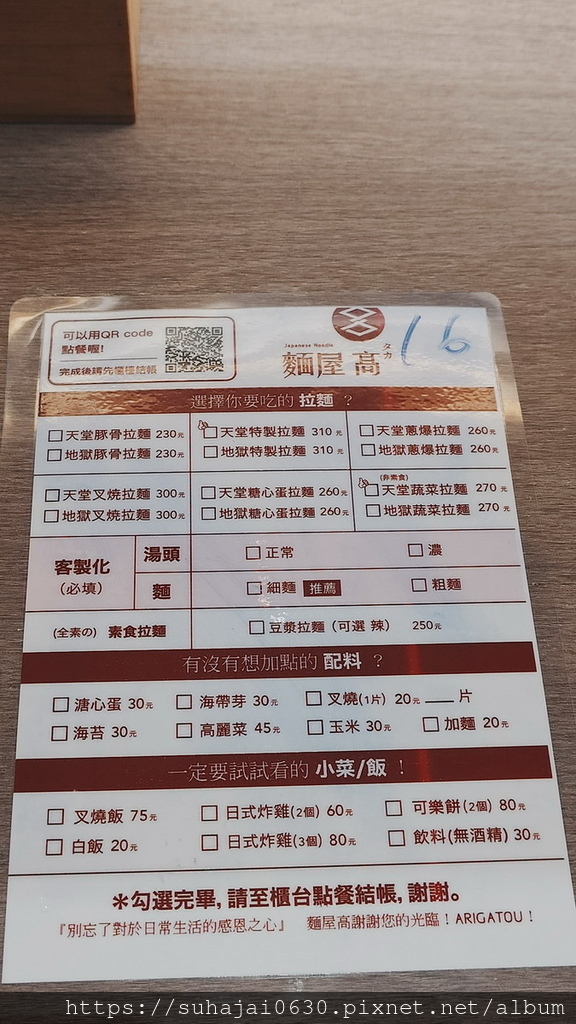 可以用QR code
點餐喔!
完成後請先櫃檯結帳
Japanese Noodle
麵屋高
タカ
16
選擇你要吃的 拉麵 ?
天堂豚骨拉麵 230元
地獄豚骨拉麵 230元
天堂特製拉麵 310 元
地獄特製拉麵 310 元
天堂蔥爆拉麵 260元
地獄蔥爆拉麵 260元
天堂叉燒拉麵 300元
地獄叉燒拉麵 300元
天堂糖心蛋拉麵 260元
地獄糖心蛋拉麵 260元
(非素食)
天堂蔬菜拉麵 270 元
地獄蔬菜拉麵 270 元
客製化
(必填)
湯頭
正常
濃
麵
細麵 推薦
粗麵
(全素の) 素食拉麵
豆漿拉麵 (可選 辣) 250元
有沒有想加點的 配料 ?
溏心蛋 30元
海帶芽 30元
叉燒(1片) 20元 ___ 片
海苔 30元
高麗菜 45元
玉米 30元
加麵 20元
一定要試試看的 小菜/飯 !
叉燒飯 75元
日式炸雞(2個) 60元
可樂餅(2個) 80元
白飯 20元
日式炸雞(3個) 80元
飲料(無酒精) 30元
*勾選完畢, 請至櫃台點餐結帳, 謝謝。
『別忘了對於日常生活的感恩之心』 麵屋高謝謝您的光臨! ARIGATOU !
https://suhajai0630.pixnet.net/album